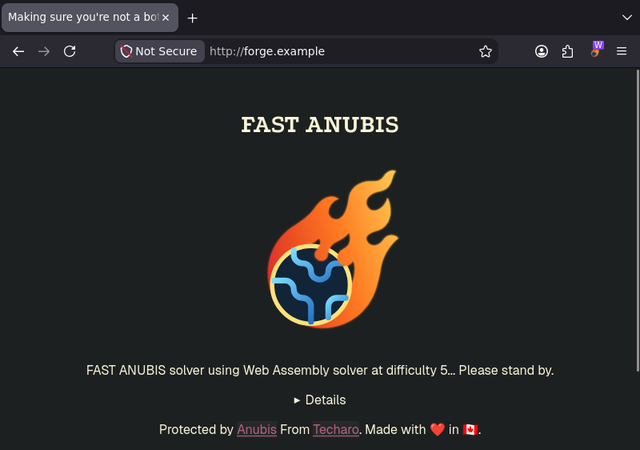 Making sure you're not a bo
Not Secure http://forge.example
W
FAST ANUBIS
FAST ANUBIS solver using Web Assembly solver at difficulty 5... Please stand by.
▸ Details
Protected by Anubis From Techaro. Made with ❤️ in 🇨🇦.